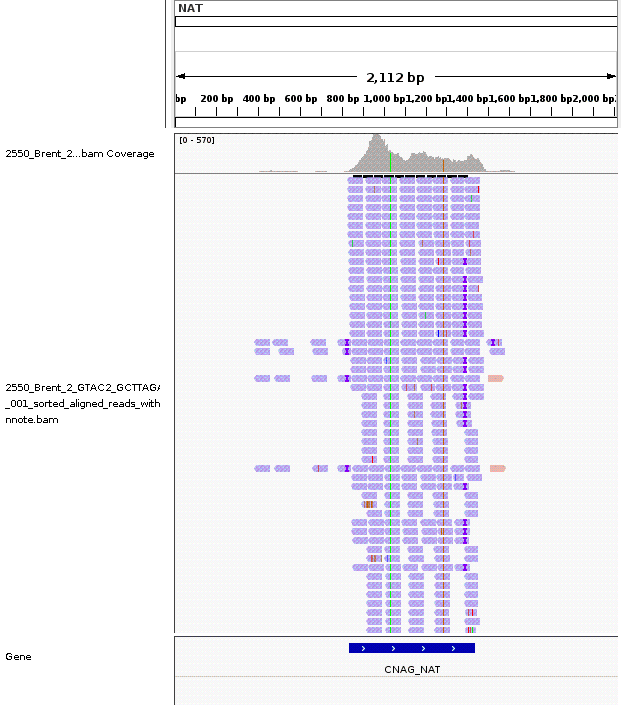 NAT
2,112 bp
bp 200 bp 400 bp 600 bp 800 bp 1,000 bp 1,200 bp 1,400 bp 1,600 bp 1,800 bp 2,000 bp
[0 - 570]
2550_Brent_2...bam Coverage
2550_Brent_2_GTAC2_GCTTAGA
_001_sorted_aligned_reads_with
nnote.bam
Gene
CNAG_NAT